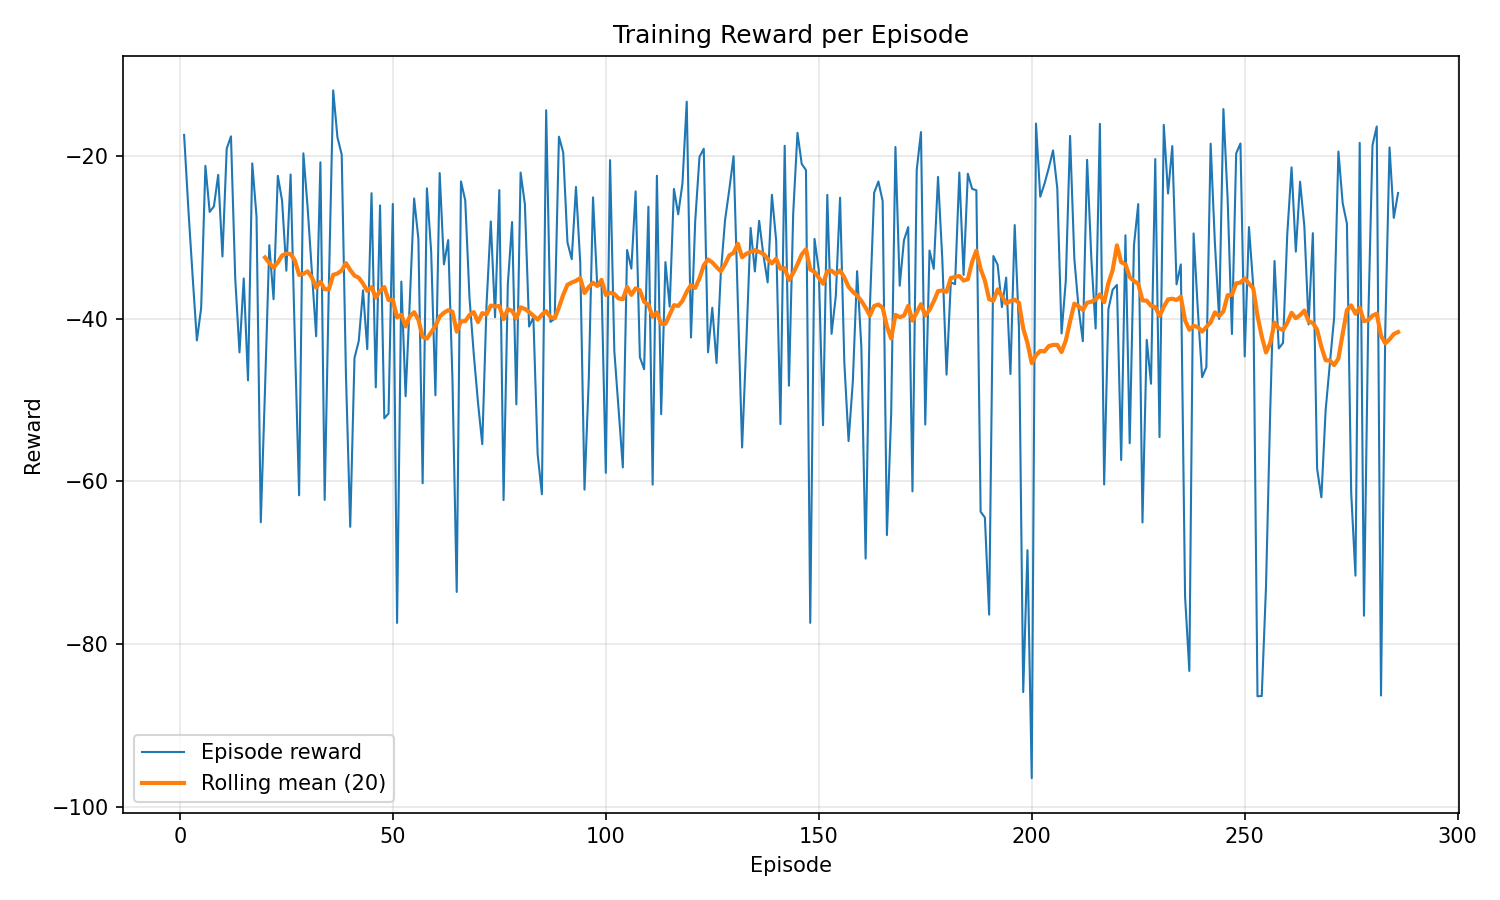 Training Reward per Episode
Reward
−20
−40
−60
−80
−100
Episode reward
Rolling mean (20)
0 50 100 150 200 250 300
Episode